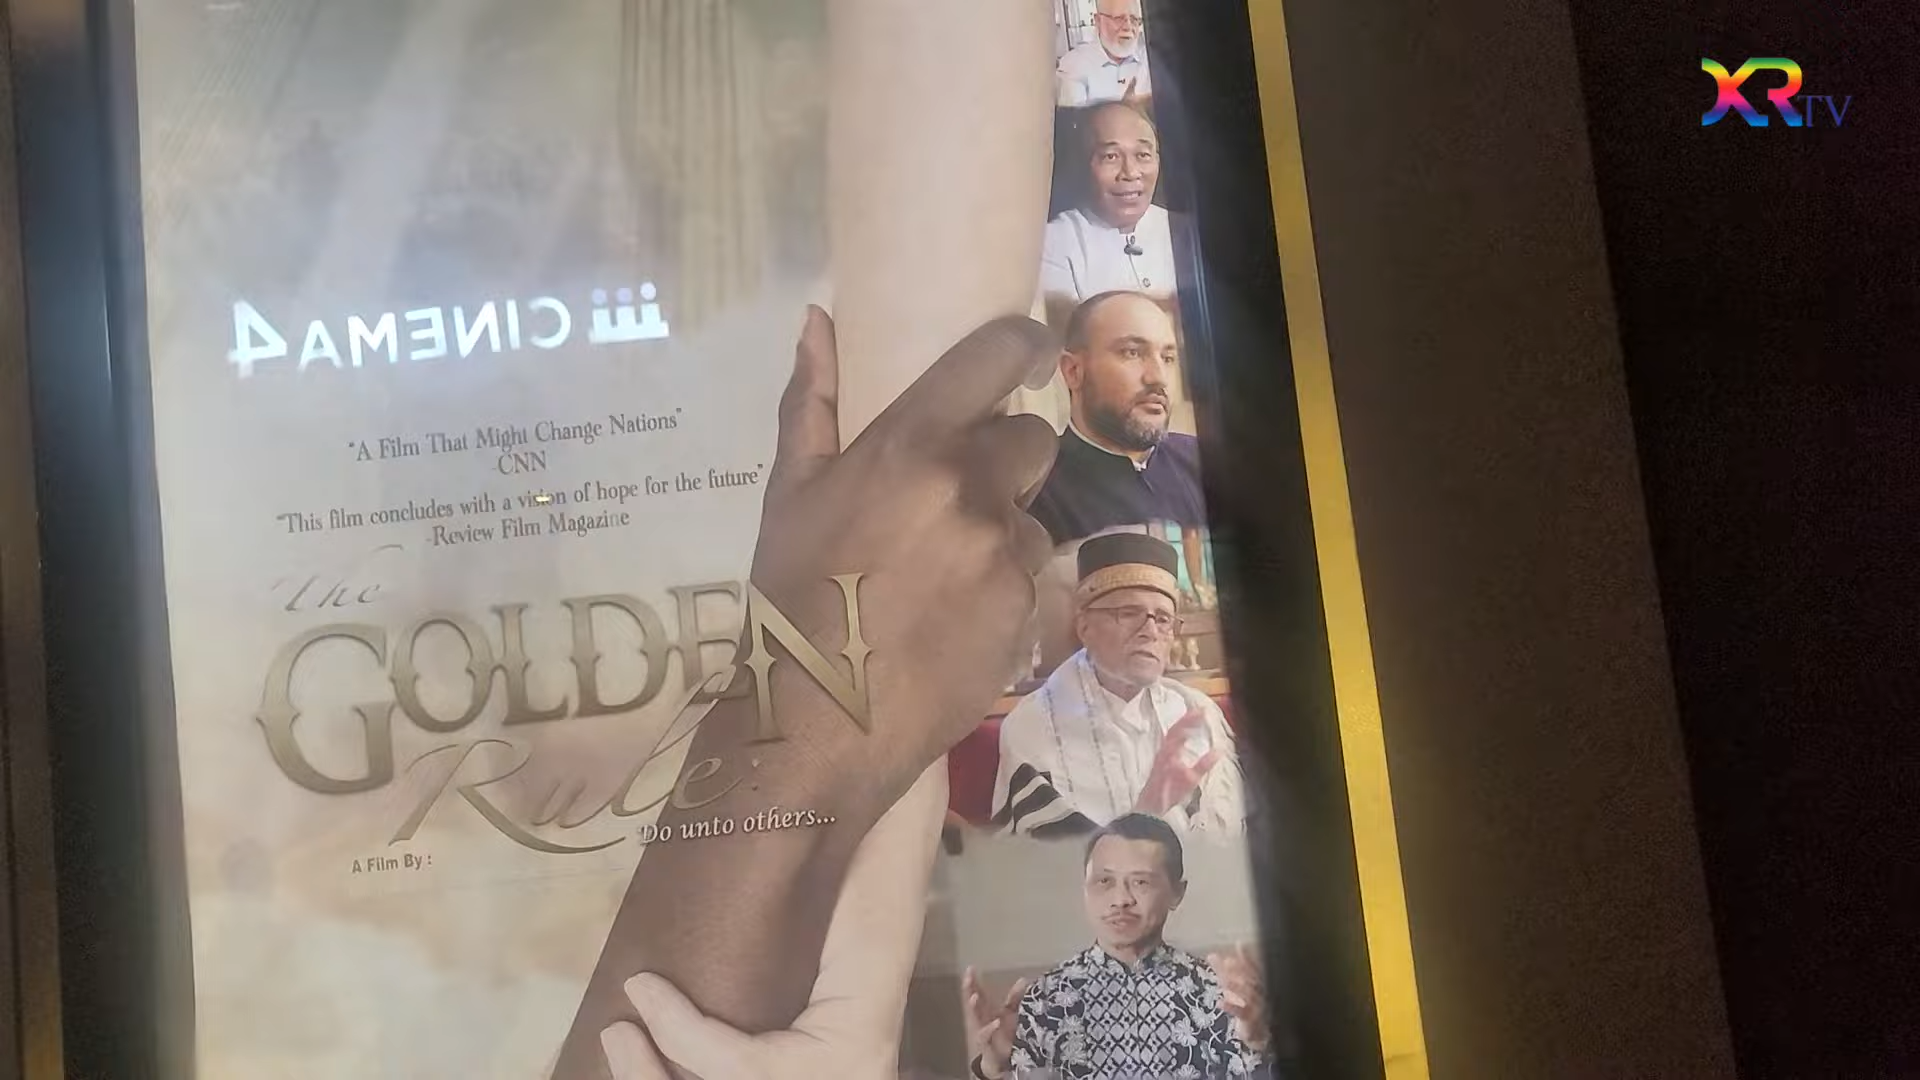 XRTV
CINEMA4
"A Film That Might Change Nations"
-CNN
"This film concludes with a vision of hope for the future"
-Review Film Magazine
The
GOLDEN
Rule:
Do unto others...
A Film By :